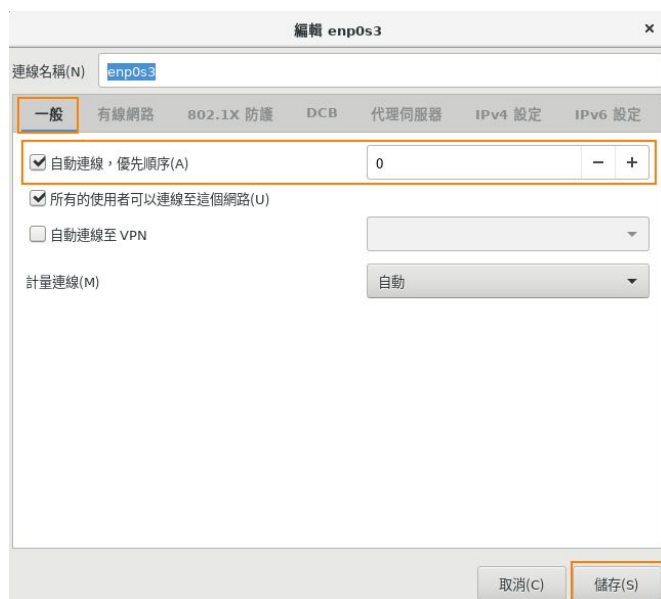 編輯 enp0s3
連線名稱(N) enp0s3
一般 有線網路 802.1X 防護 DCB 代理伺服器 IPv4 設定 IPv6 設定
自動連線，優先順序(A) 0
所有的使用者可以連線至這個網路(U)
自動連線至 VPN
計量連線(M) 自動
取消(C) 儲存(S)